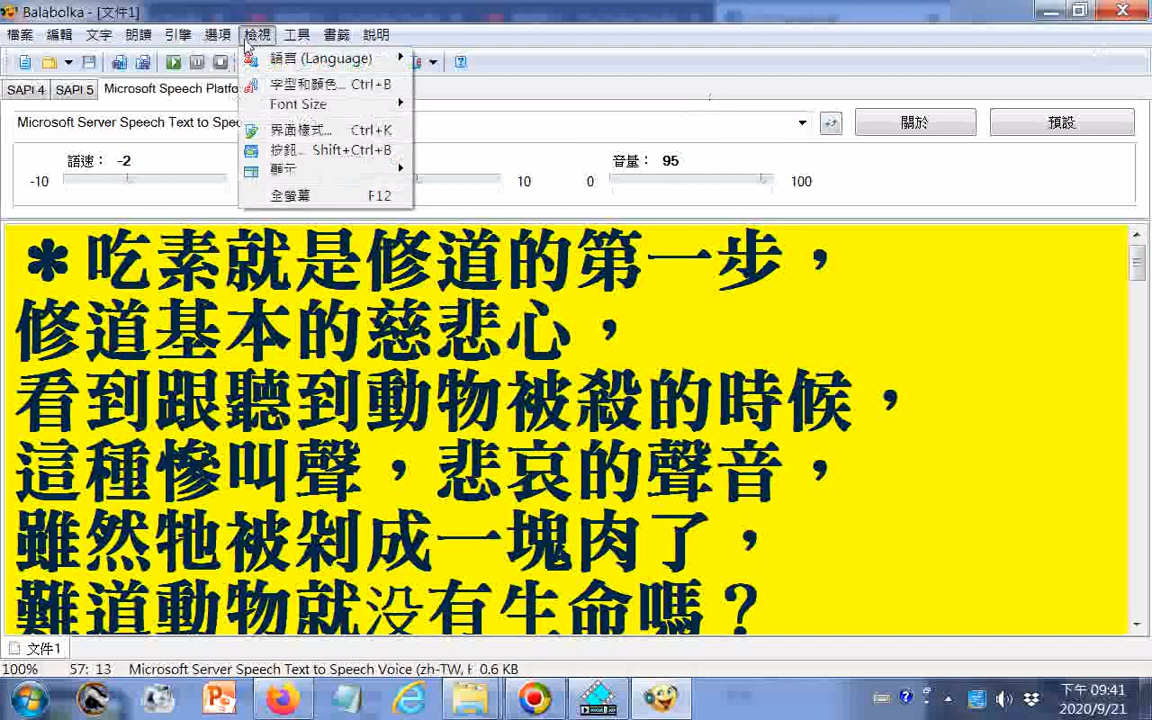 Balabolka - [文件1]
檔案 編輯 文字 朗讀 引擎 選項 檢視 工具 書籤 說明
語言 (Language)
字型和顏色... Ctrl+B
Font Size
界面樣式... Ctrl+K
按鈕... Shift+Ctrl+B
顯示
全螢幕 F12
SAPI 4 SAPI 5 Microsoft Speech Platfo
Microsoft Server Speech Text to Spe 關於 預設
語速： -2 音量： 95
-10 10 0 100
＊吃素就是修道的第一步，
修道基本的慈悲心，
看到跟聽到動物被殺的時候，
這種慘叫聲，悲哀的聲音，
雖然牠被剁成一塊肉了，
難道動物就没有生命嗎？
文件1
100% 57: 13 Microsoft Server Speech Text to Speech Voice (zh-TW, 0.6 KB
下午 09:41
2020/9/21